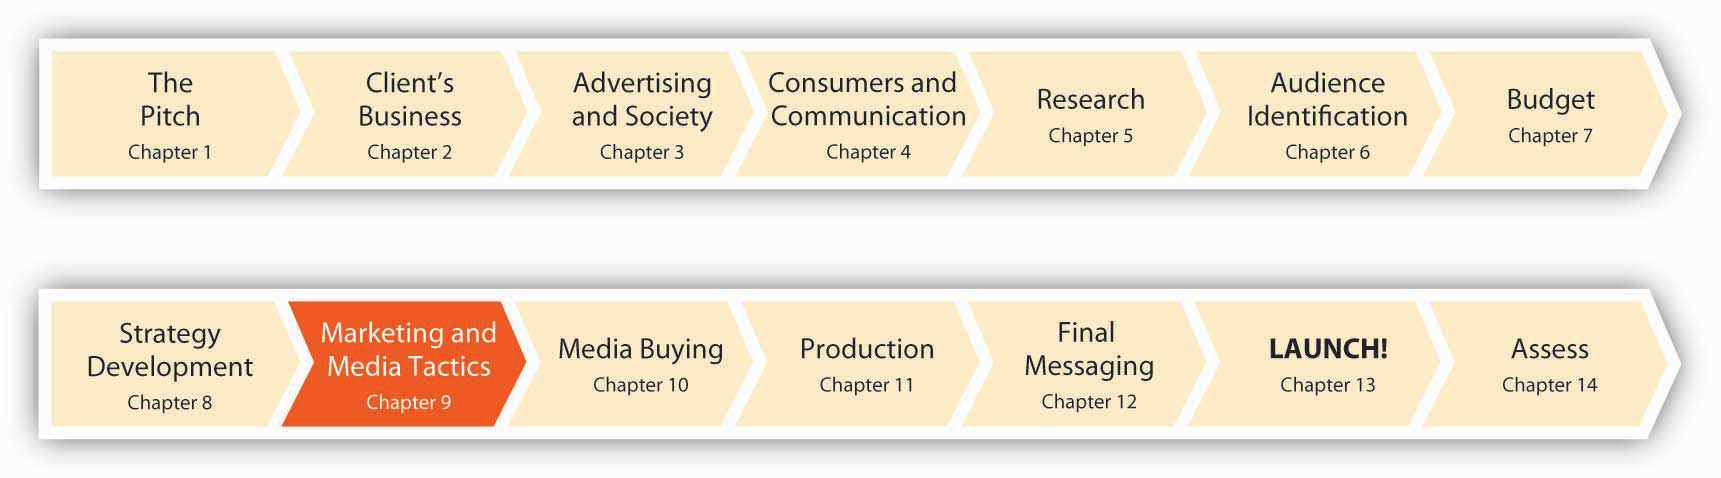 The
Pitch
Chapter 1
Client’s
Business
Chapter 2
Advertising
and Society
Chapter 3
Consumers and
Communication
Chapter 4
Research
Chapter 5
Audience
Identification
Chapter 6
Budget
Chapter 7
Strategy
Development
Chapter 8
Marketing and
Media Tactics
Chapter 9
Media Buying
Chapter 10
Production
Chapter 11
Final
Messaging
Chapter 12
LAUNCH!
Chapter 13
Assess
Chapter 14